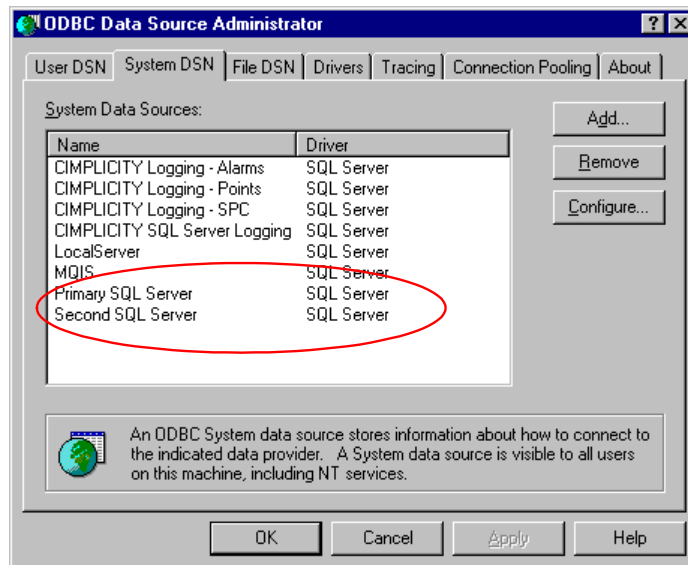 ODBC Data Source Administrator
User DSN System DSN File DSN Drivers Tracing Connection Pooling About
System Data Sources:
Name Driver
CIMPLICITY Logging - Alarms SQL Server
CIMPLICITY Logging - Points SQL Server
CIMPLICITY Logging - SPC SQL Server
CIMPLICITY SQL Server Logging SQL Server
LocalServer SQL Server
MQIS SQL Server
Primary SQL Server SQL Server
Second SQL Server SQL Server
Add...
Remove
Configure...
An ODBC System data source stores information about how to connect to
the indicated data provider. A System data source is visible to all users
on this machine, including NT services.
OK Cancel Apply Help